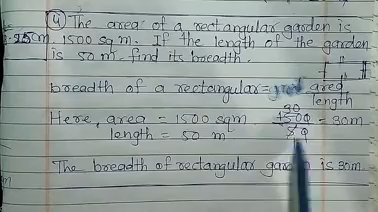 4) The area of a rectangular garden is
2.25cm 1500 sq m. If the length of the garden
is 50 m. find its breadth.
breadth of a rectangular = area
length
Here, area = 1500 sqm 30
1500 = 30m
length = 50 m 50
The breadth of rectangular garden is 30m